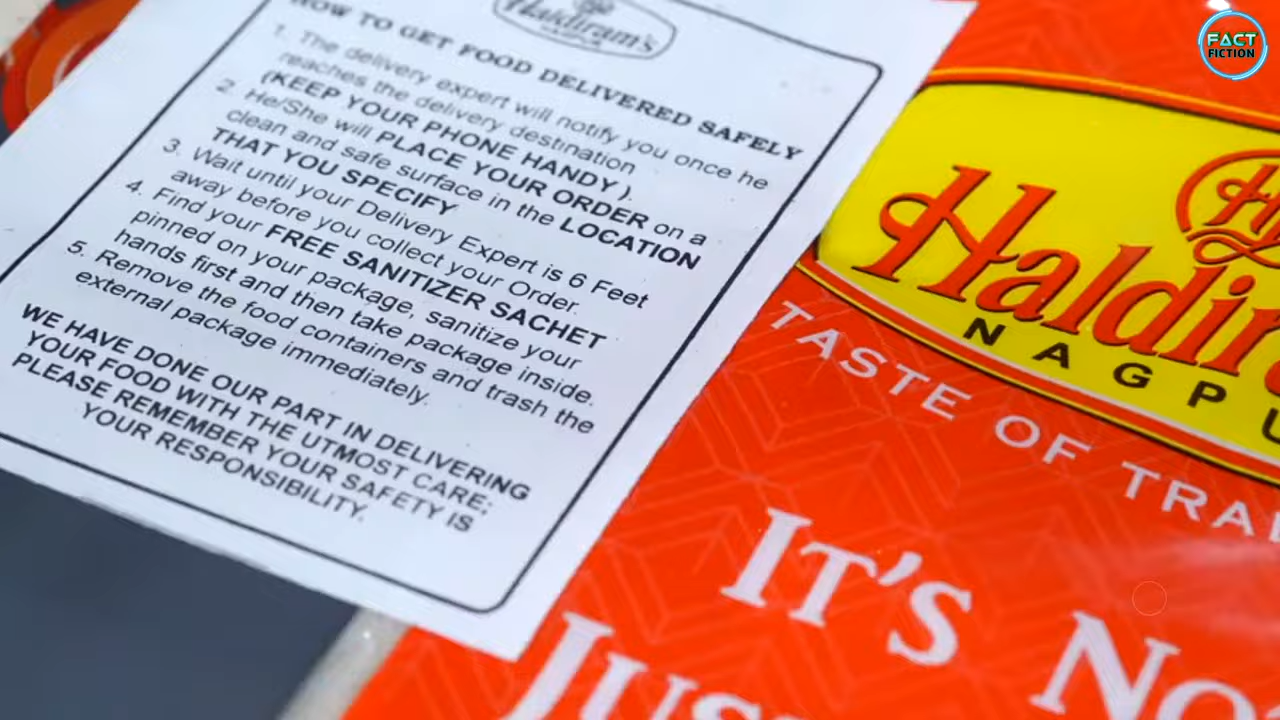 Haldiram's
HOW TO GET FOOD DELIVERED SAFELY
1. The delivery expert will notify you once he
reaches the delivery destination
(KEEP YOUR PHONE HANDY ).
2. He/She will PLACE YOUR ORDER on a
clean and safe surface in the LOCATION
THAT YOU SPECIFY
3. Wait until your Delivery Expert is 6 Feet
away before you collect your Order.
4. Find your FREE SANITIZER SACHET
pinned on your package, sanitize your
hands first and then take package inside.
5. Remove the food containers and trash the
external package immediately.
WE HAVE DONE OUR PART IN DELIVERING
YOUR FOOD WITH THE UTMOST CARE;
PLEASE REMEMBER YOUR SAFETY IS
YOUR RESPONSIBILITY.
FACT
FICTION
Haldir
NAGPU
TASTE OF TRAD
IT'S NO
JUS